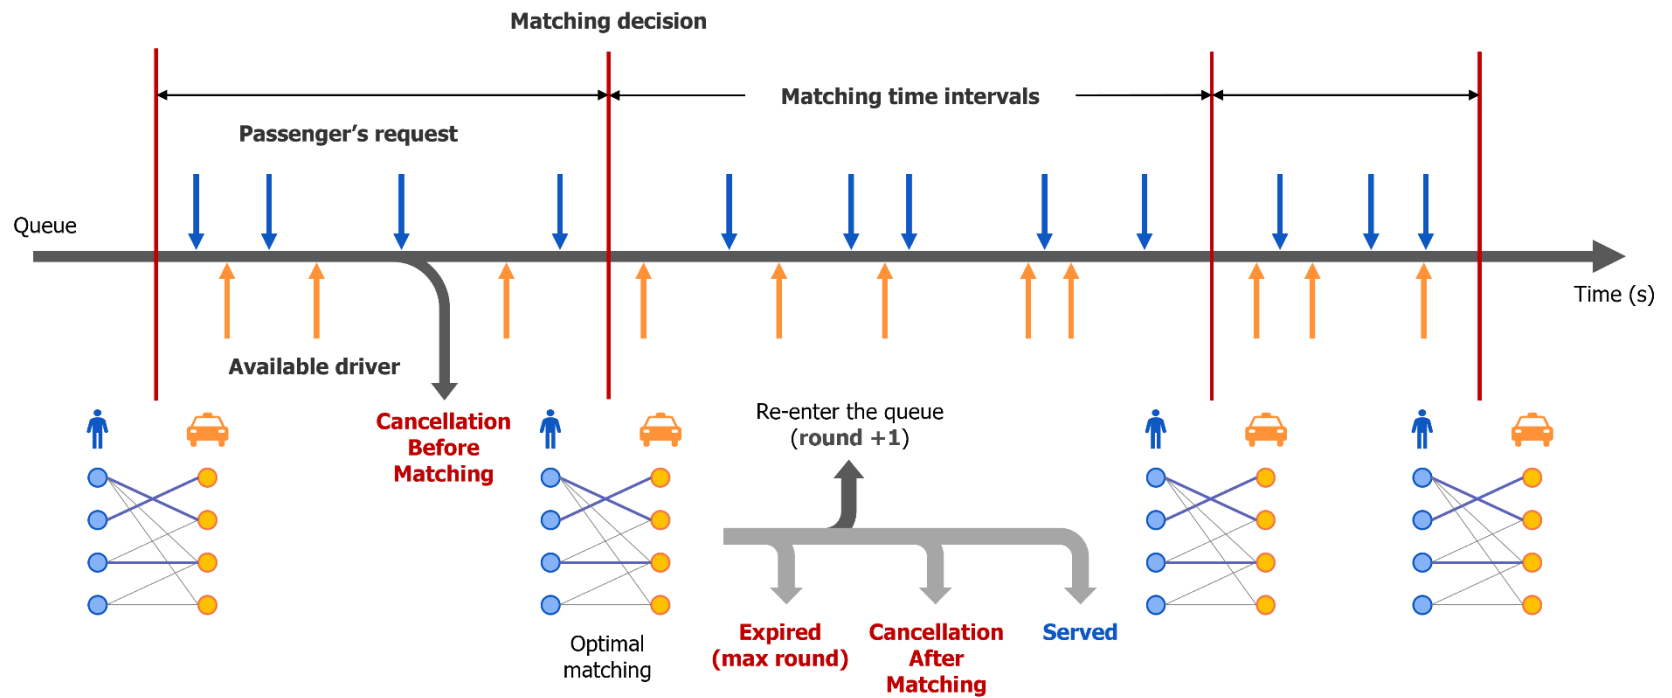 Matching decision
Matching time intervals
Passenger’s request
Queue
Time (s)
Available driver
Cancellation
Before
Matching
Re-enter the queue
(round +1)
Optimal
matching
Expired
(max round)
Cancellation
After
Matching
Served